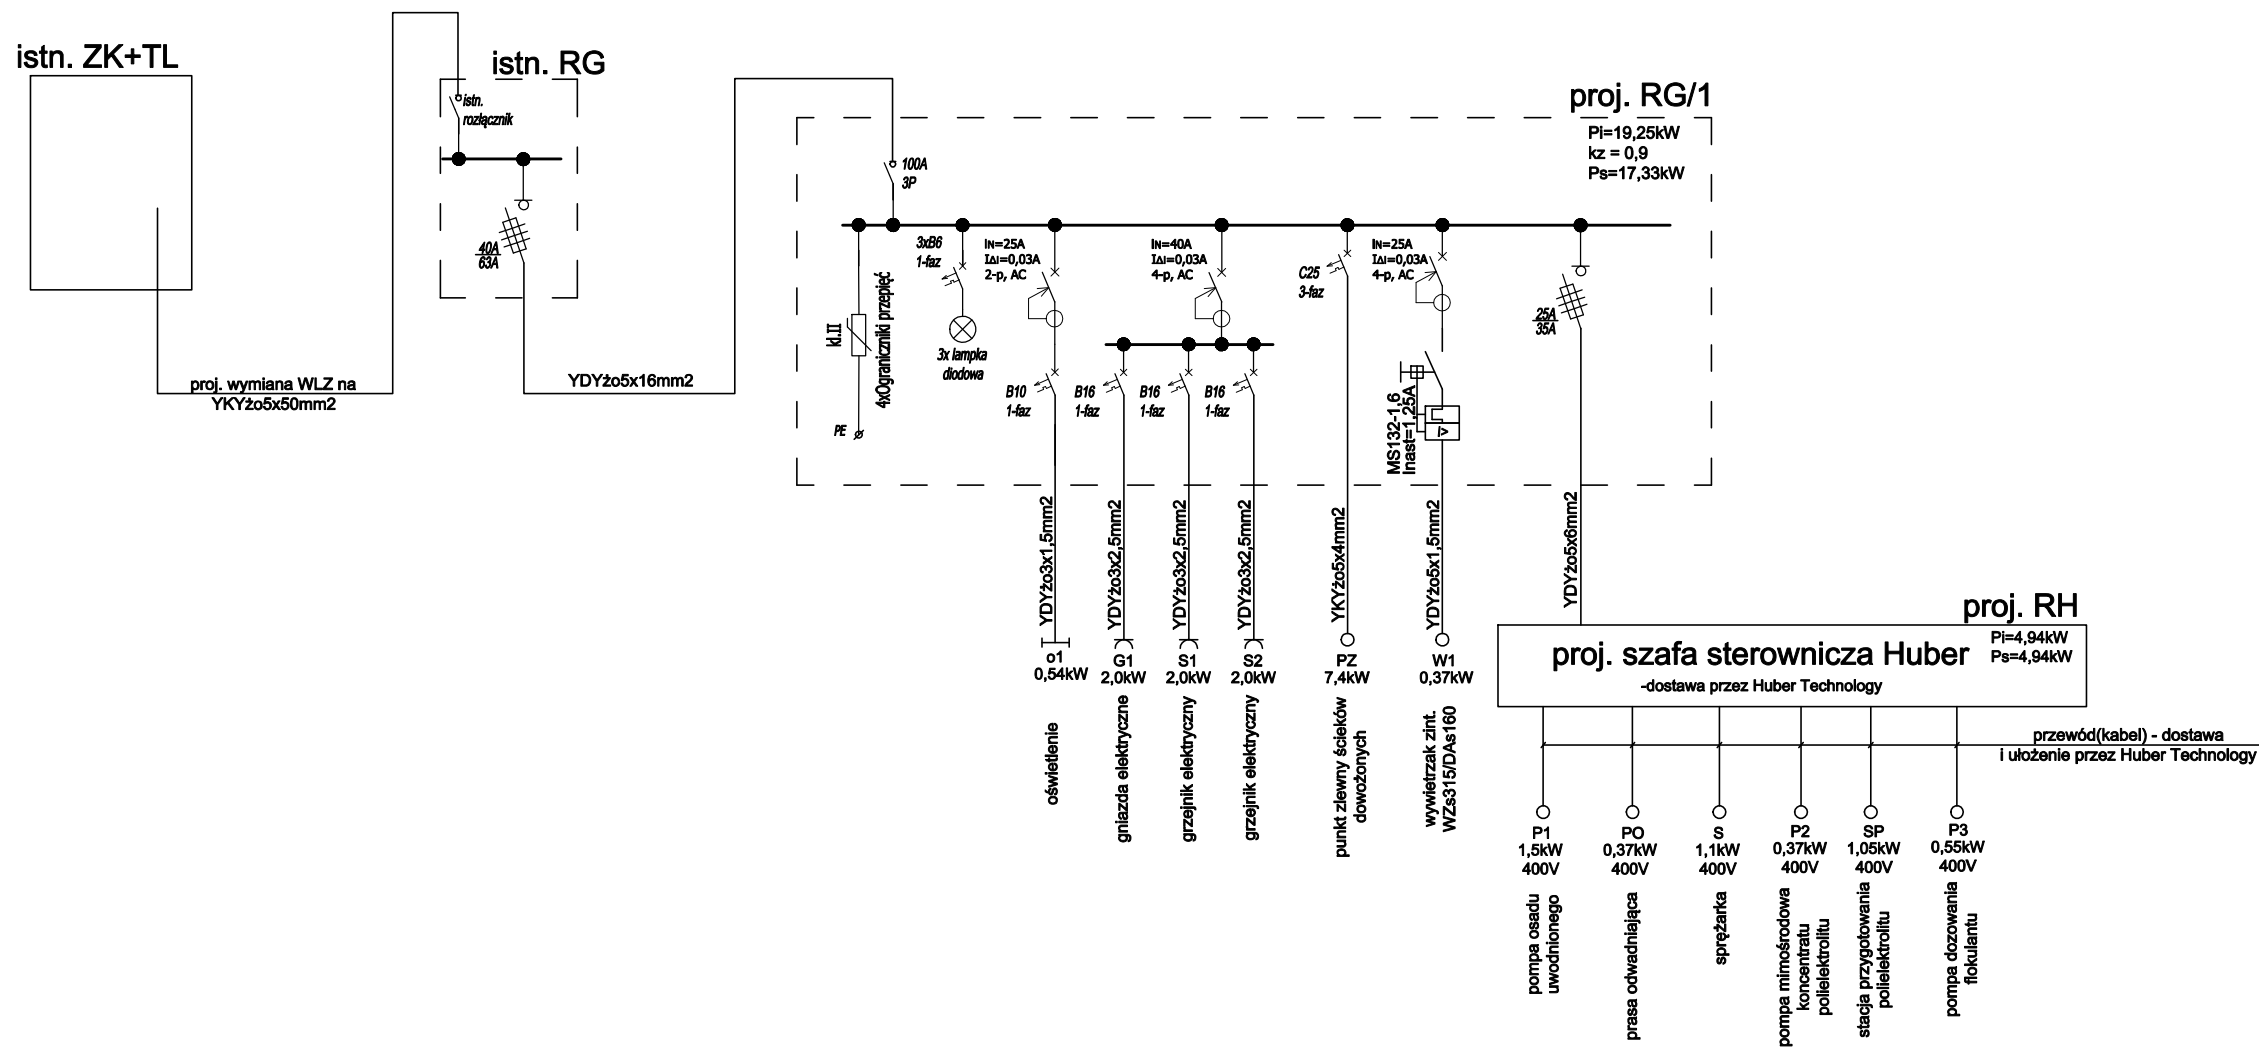 istn. ZK+TL
proj. wymiana WLZ na
YKYżo5x50mm2
istn. RG
istn.
rozłącznik
40A
63A
YDYżo5x16mm2
proj. RG/1
Pi=19,25kW
kz = 0,9
Ps=17,33kW
100A
3P
kl.II
4xOgraniczniki przepięć
PE
3xB6
1-faz
3x lampka
diodowa
IN=25A
IΔI=0,03A
2-p, AC
B10
1-faz
IN=40A
IΔI=0,03A
4-p, AC
B16
1-faz
B16
1-faz
B16
1-faz
C25
3-faz
IN=25A
IΔI=0,03A
4-p, AC
MS132-1,6
Inast=1,25A
I>
25A
35A
YDYżo3x1,5mm2
YDYżo3x2,5mm2
YDYżo3x2,5mm2
YDYżo3x2,5mm2
YKYżo5x4mm2
YDYżo5x1,5mm2
YDYżo5x6mm2
o1
0,54kW
oświetlenie
G1
2,0kW
gniazda elektryczne
S1
2,0kW
grzejnik elektryczny
S2
2,0kW
grzejnik elektryczny
PZ
7,4kW
punkt zlewny ścieków
dowożonych
W1
0,37kW
wywietrzak zint.
WZs315/DAs160
proj. RH
proj. szafa sterownicza Huber
-dostawa przez Huber Technology
Pi=4,94kW
Ps=4,94kW
przewód(kabel) - dostawa
i ułożenie przez Huber Technology
P1
1,5kW
400V
pompa osadu
uwodnionego
PO
0,37kW
400V
prasa odwadniająca
S
1,1kW
400V
sprężarka
P2
0,37kW
400V
pompa mimośrodowa
koncentratu
polielektrolitu
SP
1,05kW
400V
stacja przygotowania
polielektrolitu
P3
0,55kW
400V
pompa dozowania
flokulantu